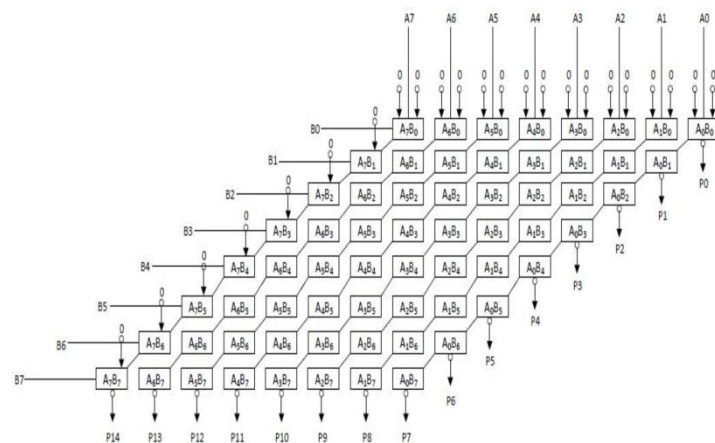 A7 A6 A5 A4 A3 A2 A1 A0
0 0 0 0 0 0 0 0 0 0 0 0 0 0 0 0
B0 A₇B₀ A₆B₀ A₅B₀ A₄B₀ A₃B₀ A₂B₀ A₁B₀ A₀B₀
0
B1 A₇B₁ A₆B₁ A₅B₁ A₄B₁ A₃B₁ A₂B₁ A₁B₁ A₀B₁ P0
0
B2 A₇B₂ A₆B₂ A₅B₂ A₄B₂ A₃B₂ A₂B₂ A₁B₂ A₀B₂ P1
0
B3 A₇B₃ A₆B₃ A₅B₃ A₄B₃ A₃B₃ A₂B₃ A₁B₃ A₀B₃ P2
0
B4 A₇B₄ A₆B₄ A₅B₄ A₄B₄ A₃B₄ A₂B₄ A₁B₄ A₀B₄ P3
0
B5 A₇B₅ A₆B₅ A₅B₅ A₄B₅ A₃B₅ A₂B₅ A₁B₅ A₀B₅ P4
0
B6 A₇B₆ A₆B₆ A₅B₆ A₄B₆ A₃B₆ A₂B₆ A₁B₆ A₀B₆ P5
0
B7 A₇B₇ A₆B₇ A₅B₇ A₄B₇ A₃B₇ A₂B₇ A₁B₇ A₀B₇ P6
P14 P13 P12 P11 P10 P9 P8 P7